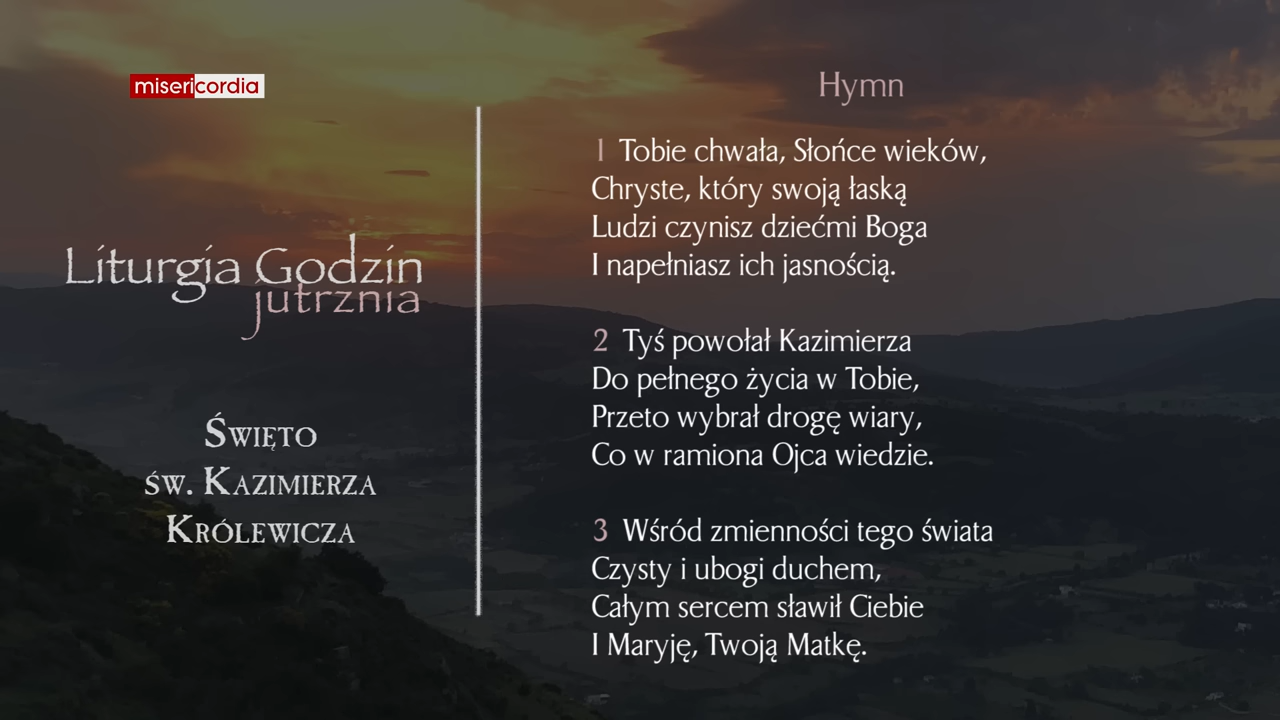 misericordia
Liturgia Godzin
jutrznia
Święto
św. Kazimierza
Królewicza
Hymn
1 Tobie chwała, Słońce wieków,
Chryste, który swoją łaską
Ludzi czynisz dziećmi Boga
I napełniasz ich jasnością.
2 Tyś powołał Kazimierza
Do pełnego życia w Tobie,
Przeto wybrał drogę wiary,
Co w ramiona Ojca wiedzie.
3 Wśród zmienności tego świata
Czysty i ubogi duchem,
Całym sercem sławił Ciebie
I Maryję, Twoją Matkę.